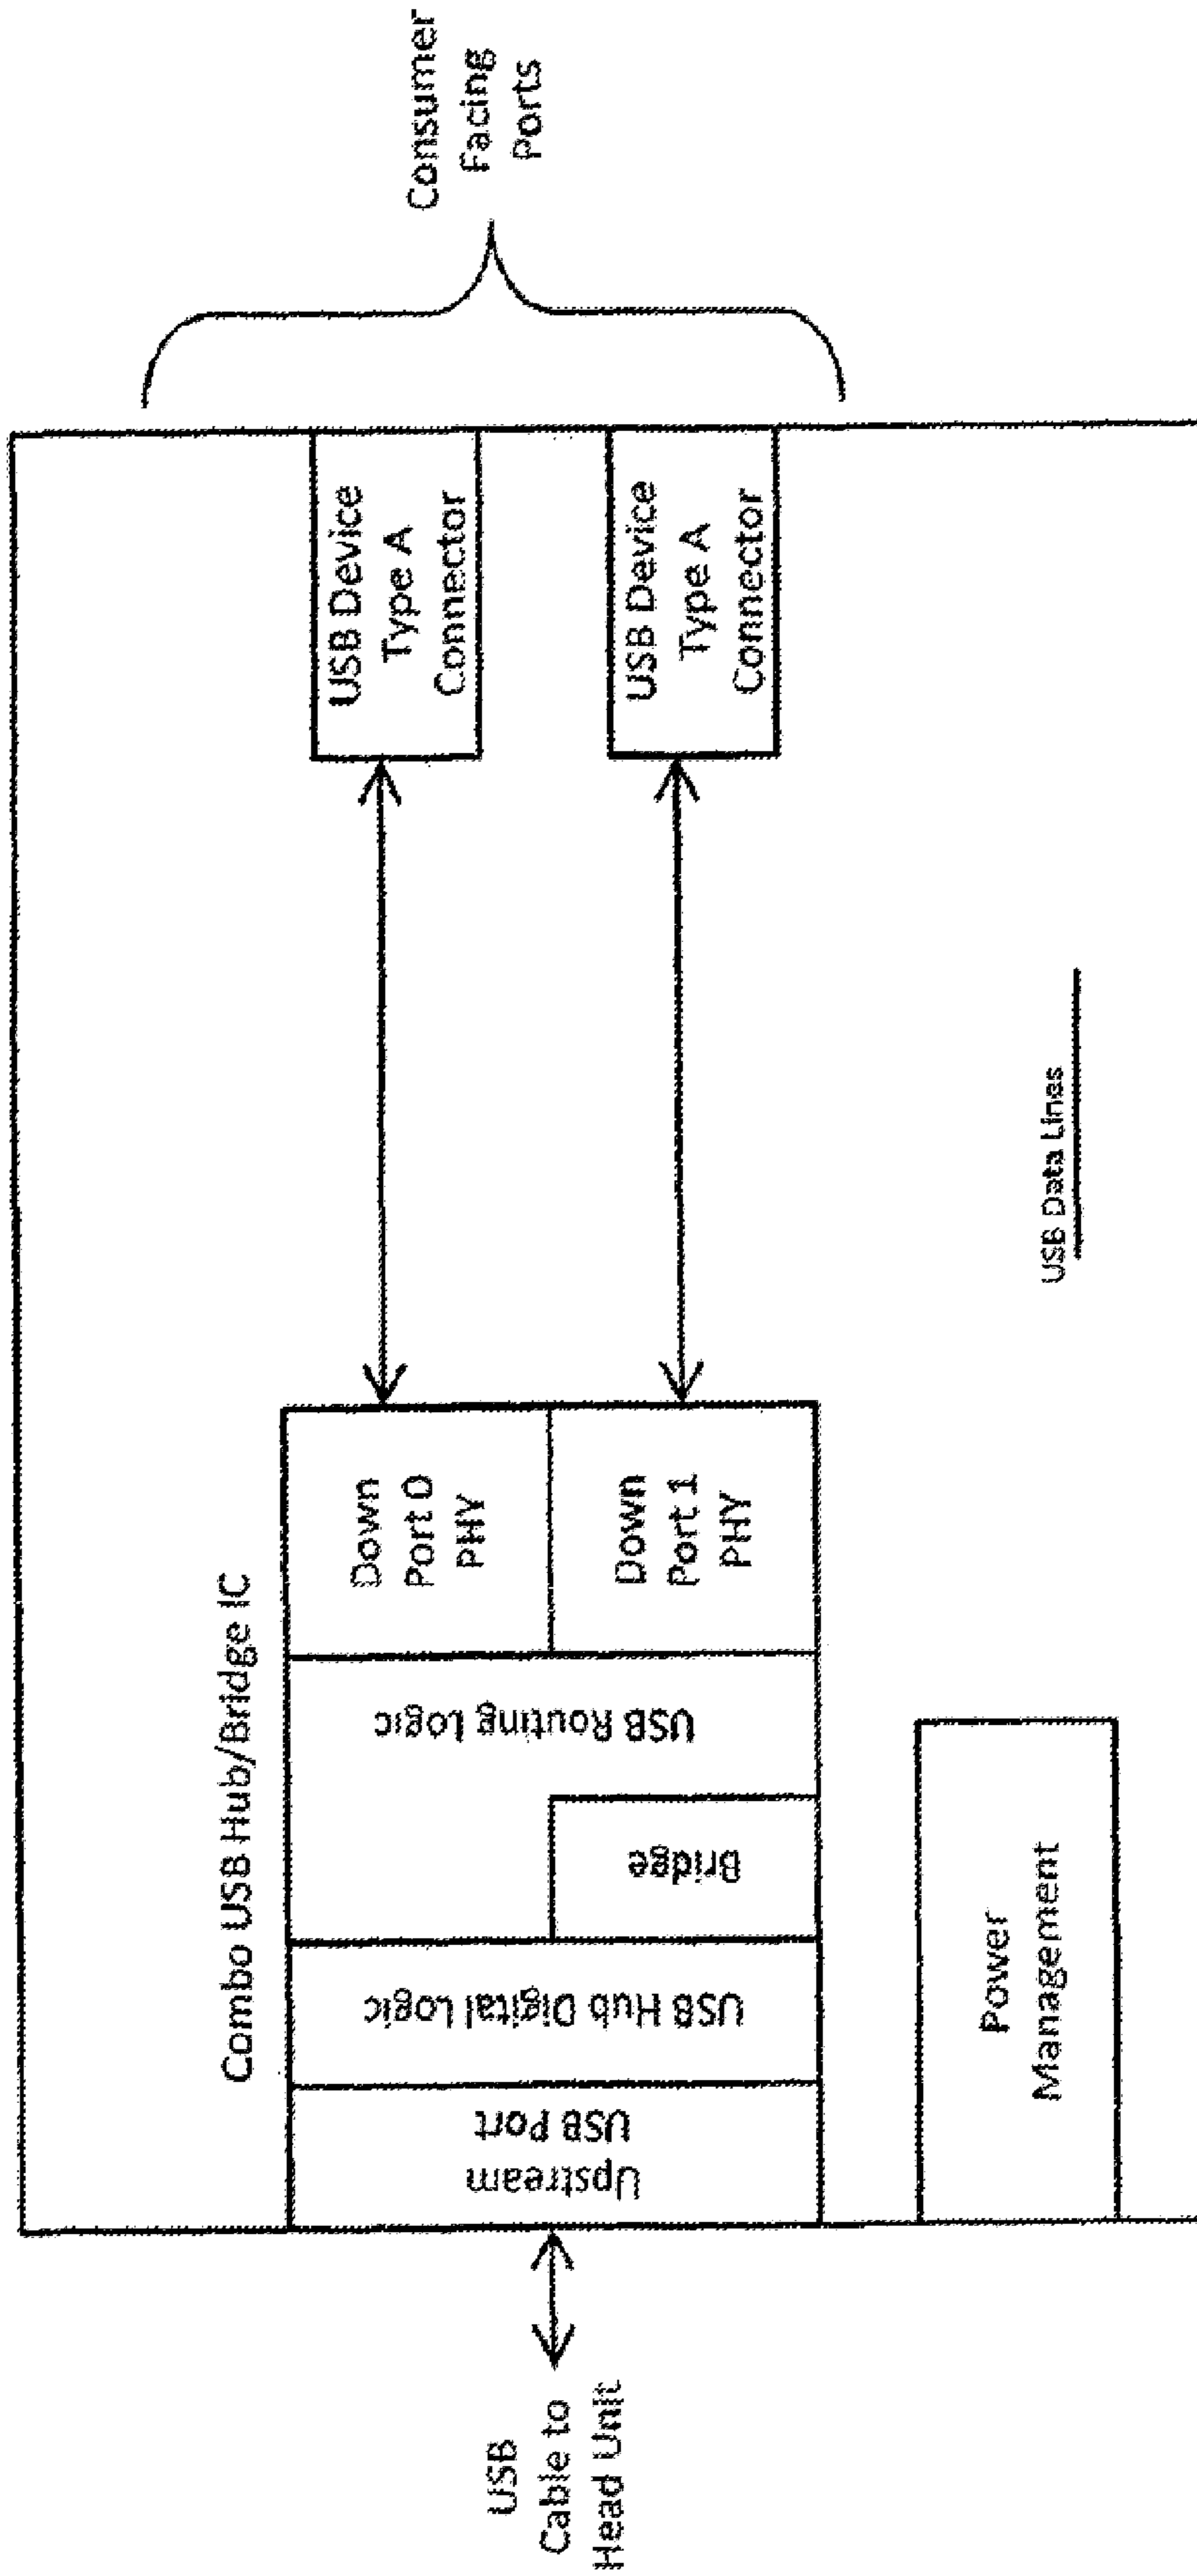 Combo USB Hub/Bridge IC
USB
Cable to
Head Unit
Upstream
USB Port
USB Hub Digital Logic
Bridge
USB Routing Logic
Down
Port 0
PHY
Down
Port 1
PHY
USB Device
Type A
Connector
USB Device
Type A
Connector
Consumer
Facing
Ports
Power
Management
USB Data Lines